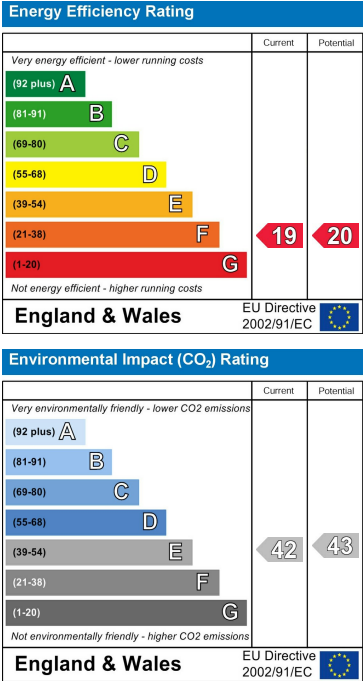 Energy Efficiency Rating
Current Potential
Very energy efficient - lower running costs
(92 plus) A
(81-91) B
(69-80) C
(55-68) D
(39-54) E
(21-38) F 19 20
(1-20) G
Not energy efficient - higher running costs
England & Wales EU Directive 2002/91/EC
Environmental Impact (CO₂) Rating
Current Potential
Very environmentally friendly - lower CO2 emissions
(92 plus) A
(81-91) B
(69-80) C
(55-68) D
(39-54) E 42 43
(21-38) F
(1-20) G
Not environmentally friendly - higher CO2 emissions
England & Wales EU Directive 2002/91/EC